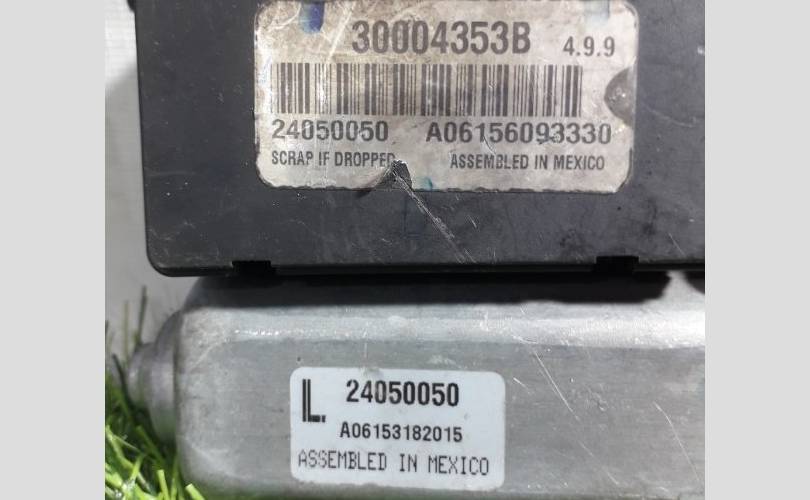 30004353B 4.9.9
24050050 A06156093330
SCRAP IF DROPPED ASSEMBLED IN MEXICO
L 24050050
A06153182015
ASSEMBLED IN MEXICO